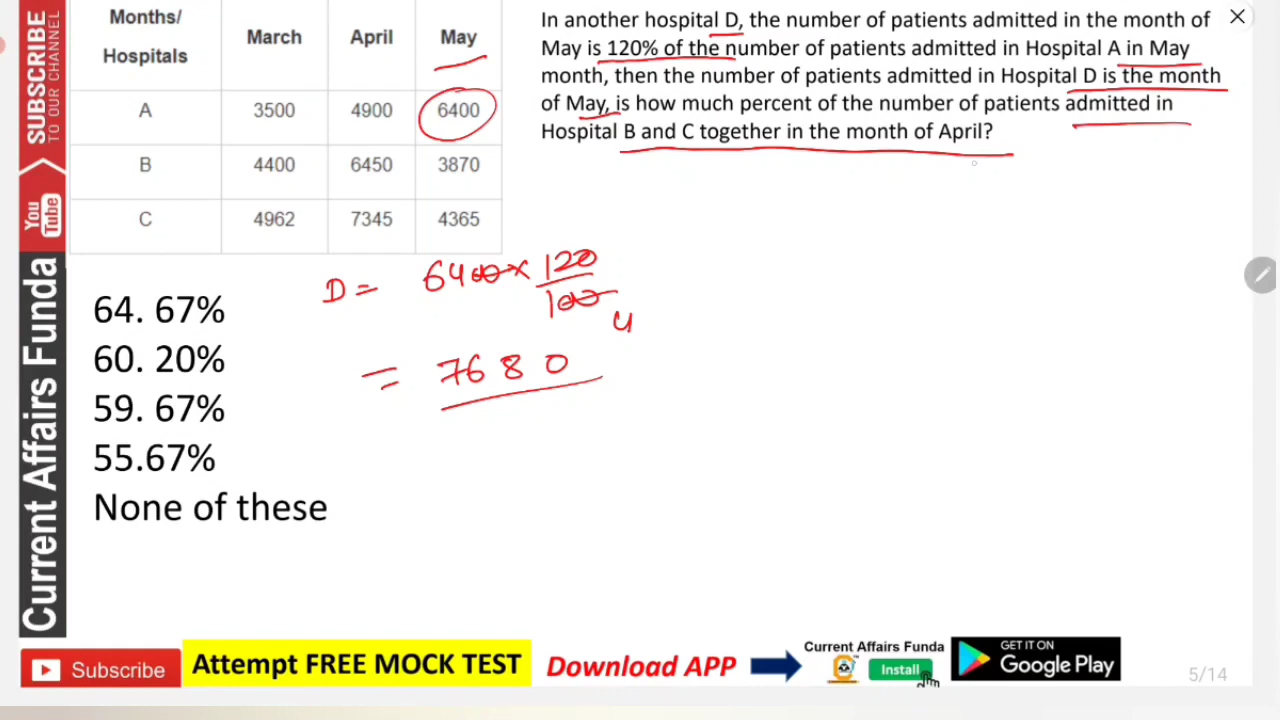 SUBSCRIBE
TO OUR CHANNEL
You
Tube
Current Affairs Funda
Months/
Hospitals
March
April
May
A
3500
4900
6400
B
4400
6450
3870
C
4962
7345
4365
In another hospital D, the number of patients admitted in the month of
May is 120% of the number of patients admitted in Hospital A in May
month, then the number of patients admitted in Hospital D is the month
of May, is how much percent of the number of patients admitted in
Hospital B and C together in the month of April?
D = 6400 × 120
100
4
= 7680
64. 67%
60. 20%
59. 67%
55.67%
None of these
Subscribe
Attempt FREE MOCK TEST
Download APP
Current Affairs Funda
Install
GET IT ON
Google Play
5/14